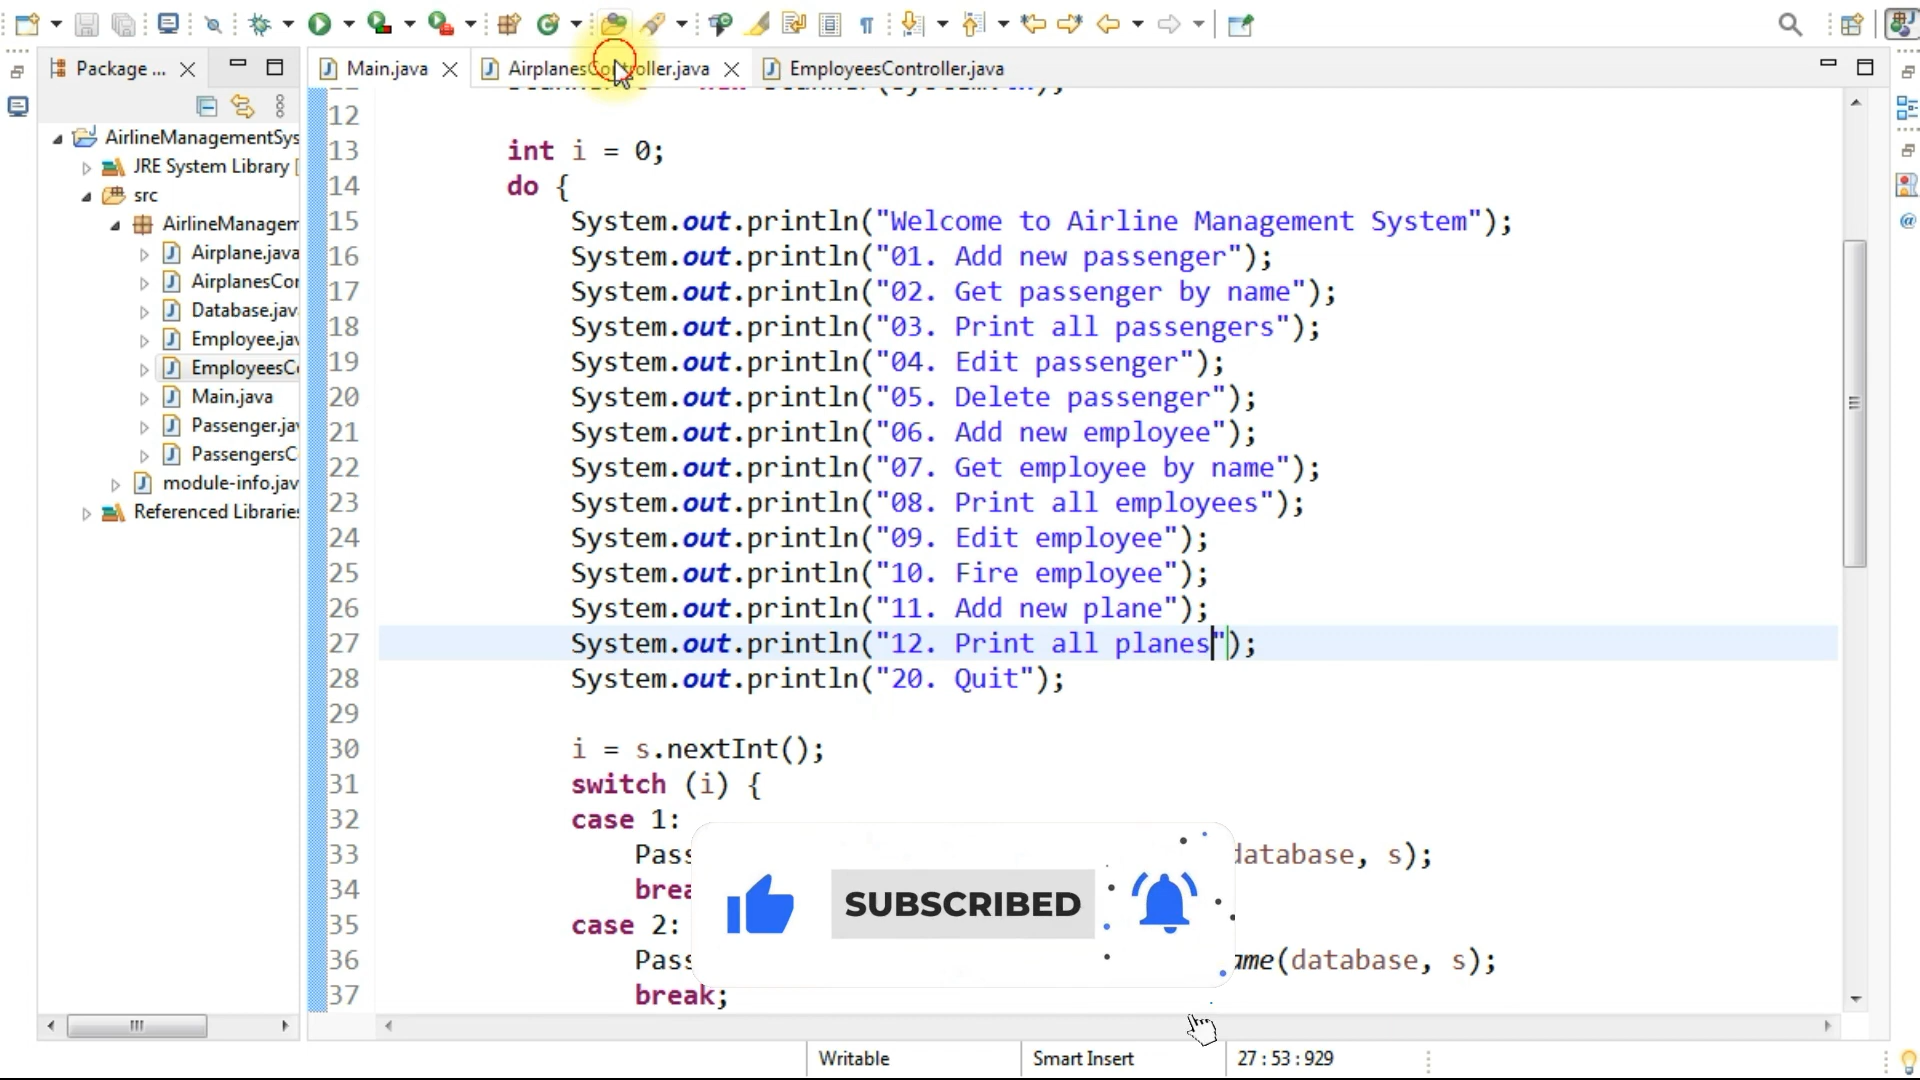 Package ...
Main.java
AirplanesController.java
EmployeesController.java
AirlineManagementSys
JRE System Library [
src
AirlineManagem
Airplane.java
AirplanesCo
Database.jav
Employee.jav
EmployeesC
Main.java
Passenger.jav
PassengersC
module-info.jav
Referenced Libraries
12
13 int i = 0;
14 do {
15 System.out.println("Welcome to Airline Management System");
16 System.out.println("01. Add new passenger");
17 System.out.println("02. Get passenger by name");
18 System.out.println("03. Print all passengers");
19 System.out.println("04. Edit passenger");
20 System.out.println("05. Delete passenger");
21 System.out.println("06. Add new employee");
22 System.out.println("07. Get employee by name");
23 System.out.println("08. Print all employees");
24 System.out.println("09. Edit employee");
25 System.out.println("10. Fire employee");
26 System.out.println("11. Add new plane");
27 System.out.println("12. Print all planes");
28 System.out.println("20. Quit");
29
30 i = s.nextInt();
31 switch (i) {
32 case 1:
33 Pass database, s);
34 brea
35 case 2:
36 Pass ame(database, s);
37 break;
SUBSCRIBED
Writable
Smart Insert
27 : 53 : 929